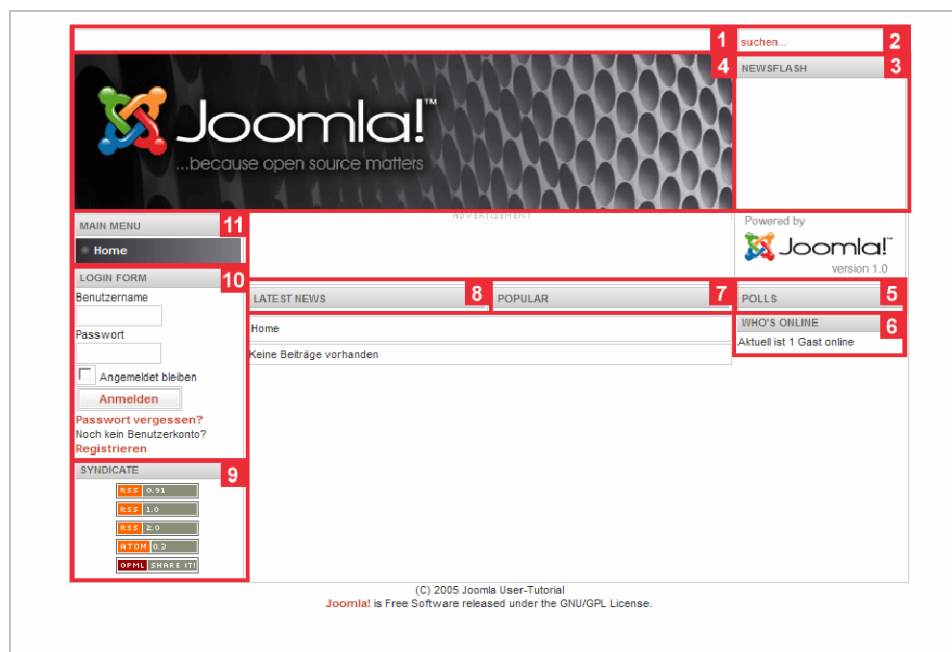 1
suchen...
2
4
NEWSFLASH
3
Joomla!™
...because open source matters
ADVERTISEMENT
MAIN MENU
11
Home
Powered by
Joomla!™
version 1.0
LOGIN FORM
10
Benutzername
Passwort
Angemeldet bleiben
Anmelden
Passwort vergessen?
Noch kein Benutzerkonto?
Registrieren
LATEST NEWS
8
POPULAR
7
POLLS
5
Home
Keine Beiträge vorhanden
WHO'S ONLINE
6
Aktuell ist 1 Gast online
SYNDICATE
9
RSS 0.91
RSS 1.0
RSS 2.0
ATOM 0.3
OPML SHARE IT!
(C) 2005 Joomla User-Tutorial
Joomla! is Free Software released under the GNU/GPL License.